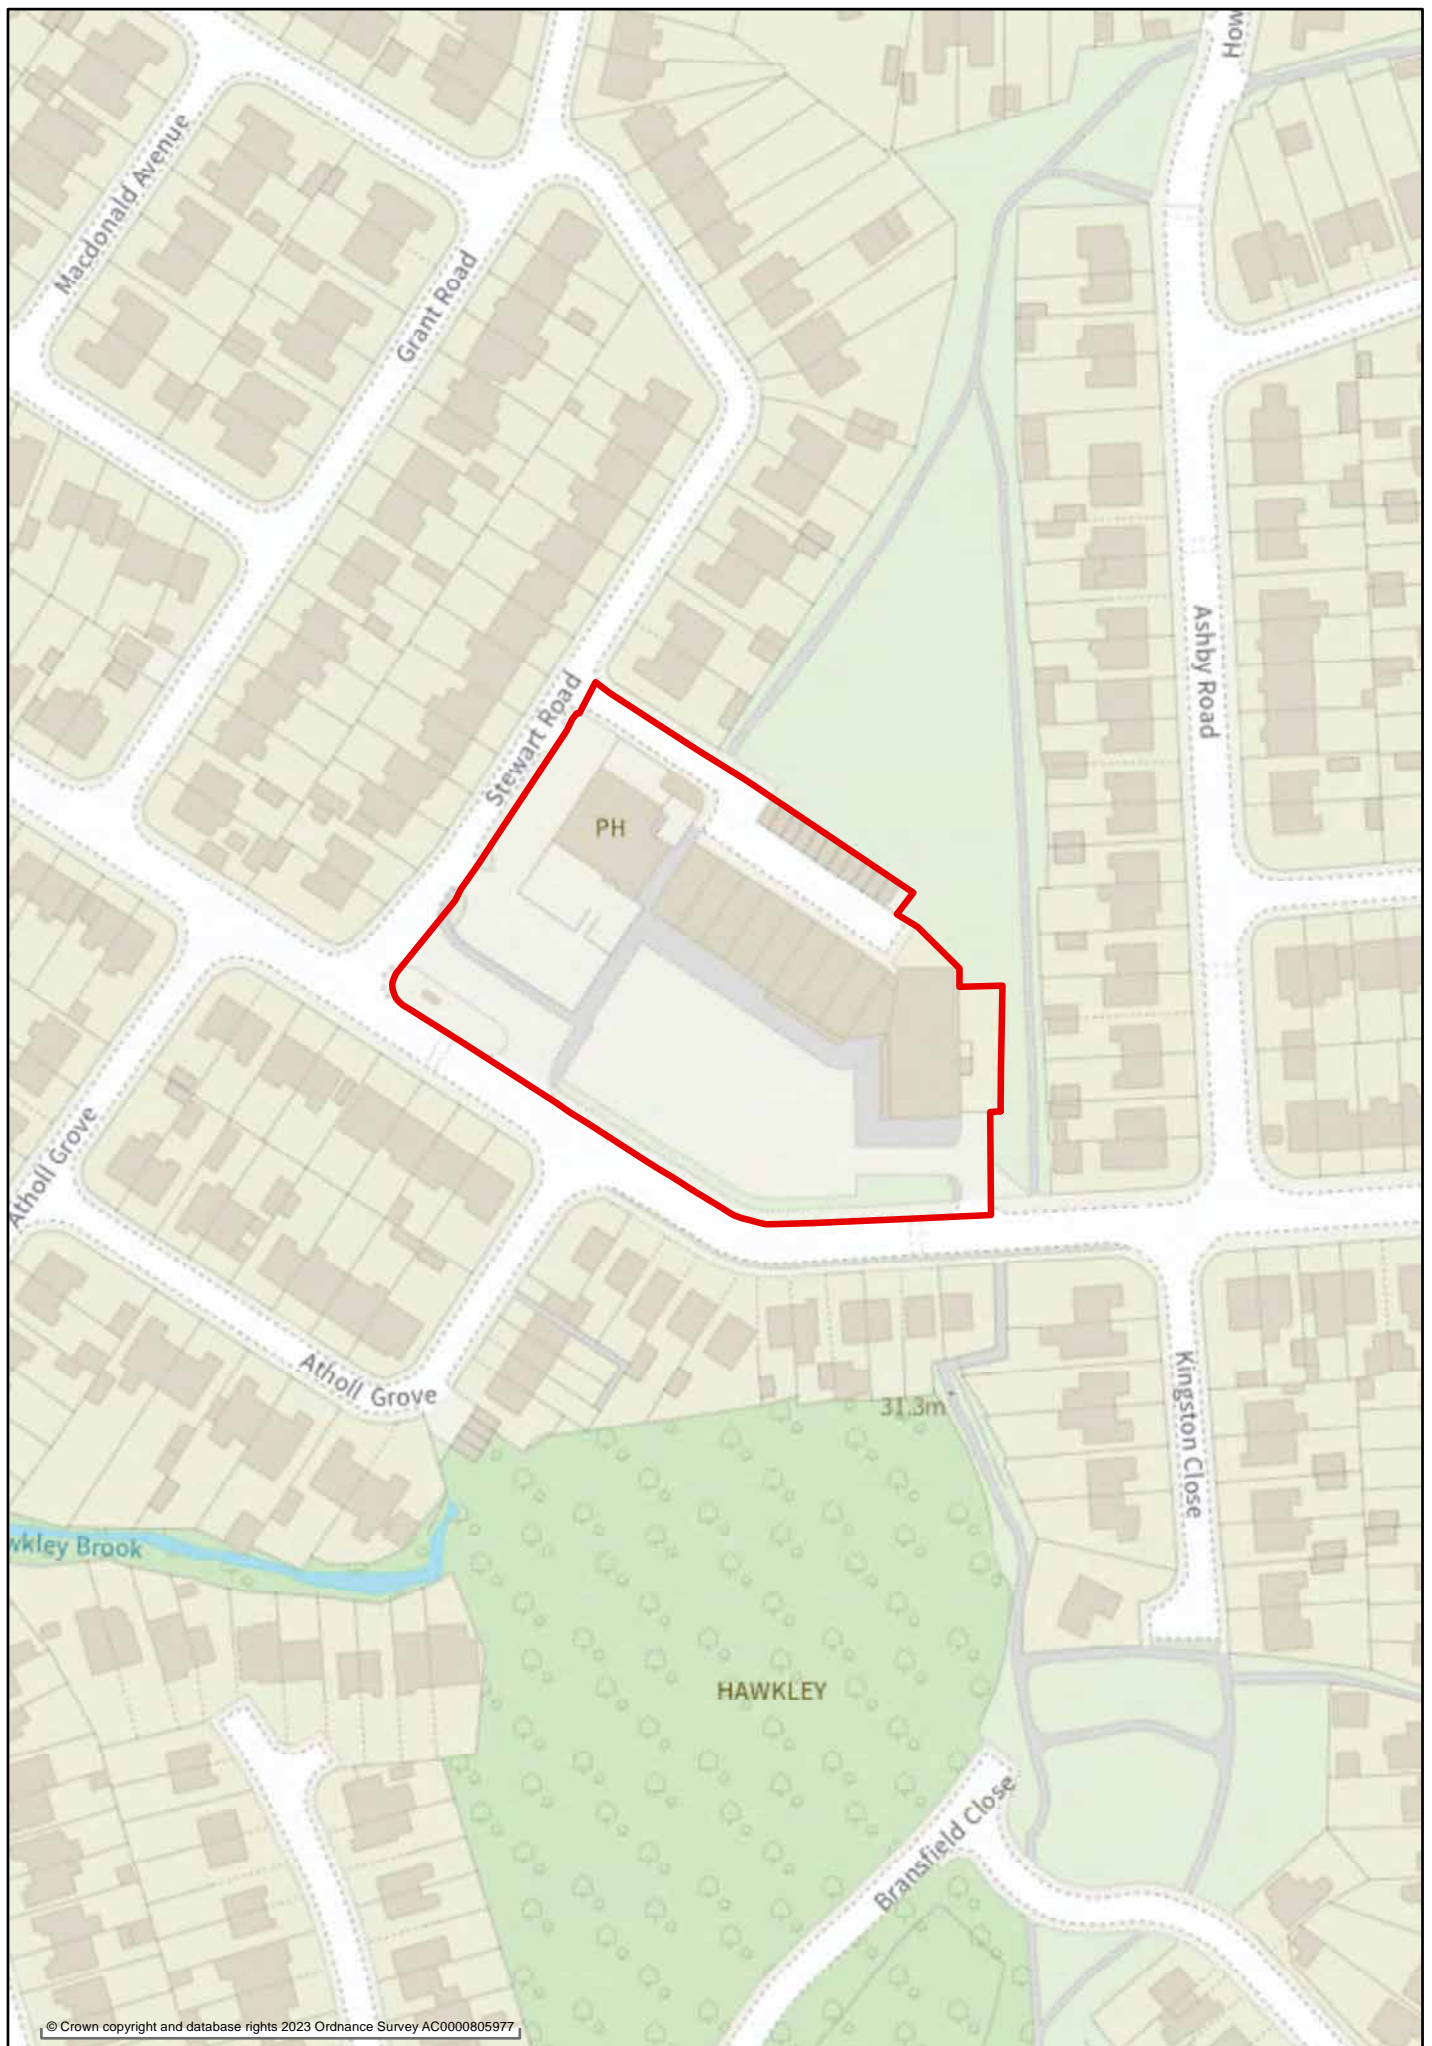 How
Macdonald Avenue
Grant Road
Ashby Road
Stewart Road
PH
Atholl Grove
Atholl Grove
Kingston Close
31.3m
wkley Brook
HAWKLEY
Bransfield Close
© Crown copyright and database rights 2023 Ordnance Survey AC0000805977